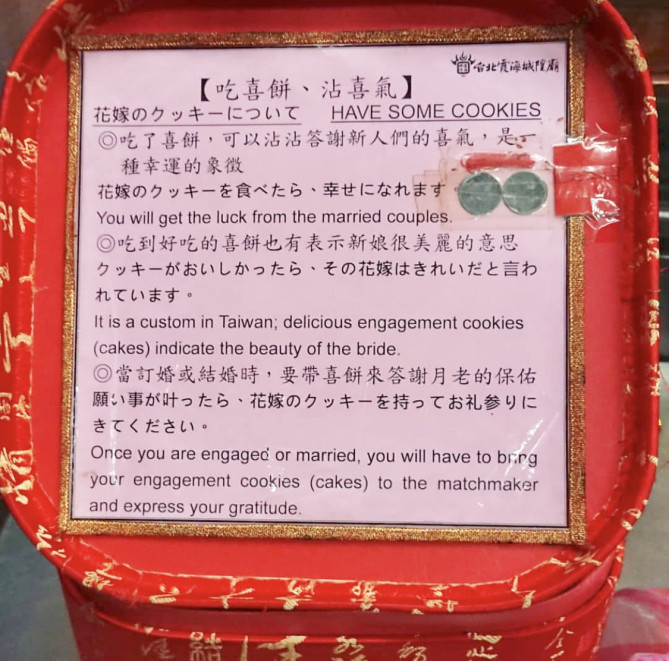 台北霞海城隍廟
【吃喜餅、沾喜氣】
花嫁のクッキーについて HAVE SOME COOKIES
◎吃了喜餅，可以沾沾答謝新人們的喜氣，是一
種幸運的象徵
花嫁のクッキーを食べたら、幸せになれます。
You will get the luck from the married couples.
◎吃到好吃的喜餅也有表示新娘很美麗的意思
クッキーがおいしかったら、その花嫁はきれいだと言わ
れています。
It is a custom in Taiwan; delicious engagement cookies
(cakes) indicate the beauty of the bride.
◎當訂婚或結婚時，要帶喜餅來答謝月老的保佑
願い事が叶ったら、花嫁のクッキーを持ってお礼参りに
きてください。
Once you are engaged or married, you will have to bring
your engagement cookies (cakes) to the matchmaker
and express your gratitude.